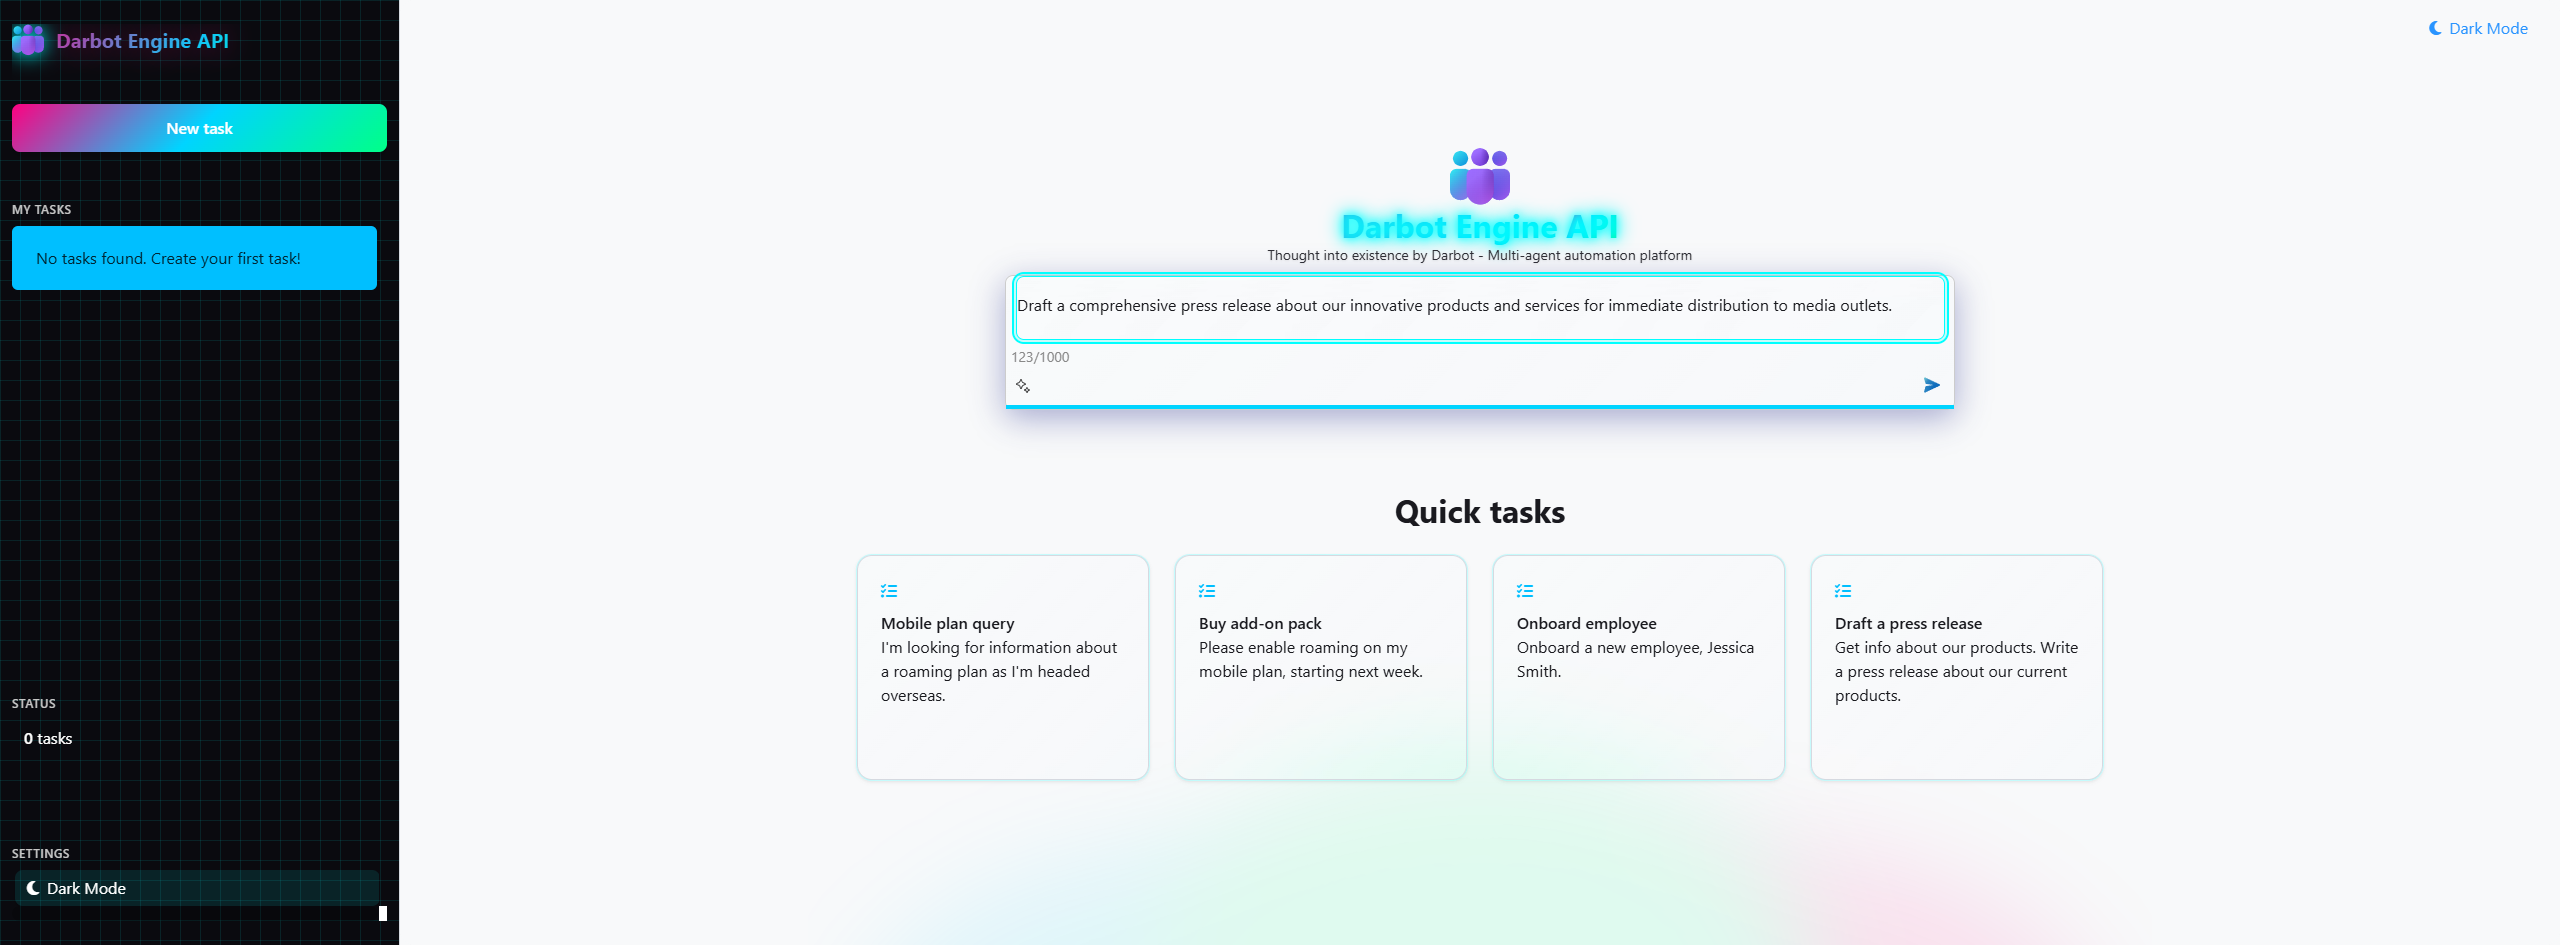 Darbot Engine API
New task
MY TASKS
No tasks found. Create your first task!
STATUS
0 tasks
SETTINGS
Dark Mode
Dark Mode
Darbot Engine API
Thought into existence by Darbot - Multi-agent automation platform
Draft a comprehensive press release about our innovative products and services for immediate distribution to media outlets.
123/1000
Quick tasks
Mobile plan query
I'm looking for information about
a roaming plan as I'm headed
overseas.
Buy add-on pack
Please enable roaming on my
mobile plan, starting next week.
Onboard employee
Onboard a new employee, Jessica
Smith.
Draft a press release
Get info about our products. Write
a press release about our current
products.